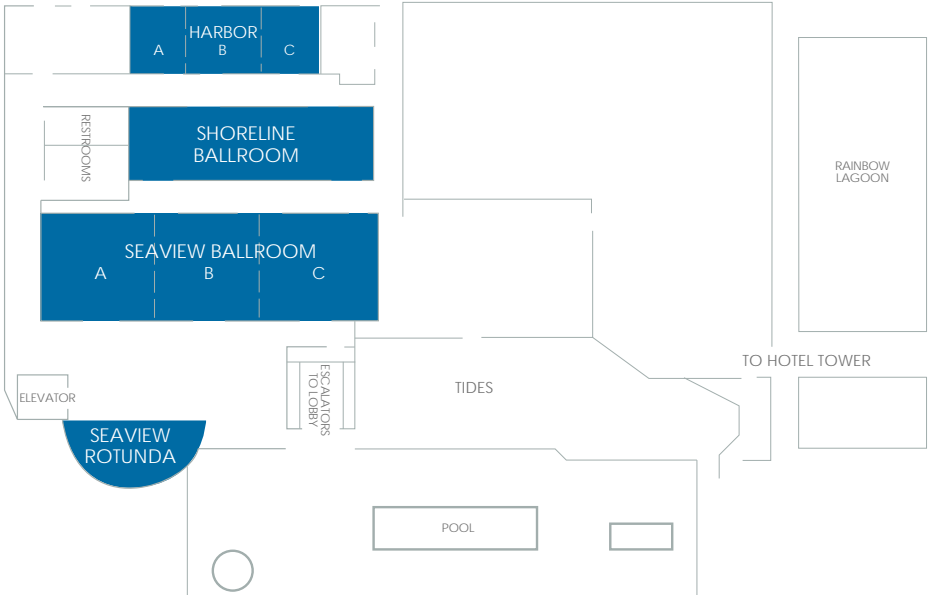 HARBOR
A B C
RESTROOMS
SHORELINE
BALLROOM
RAINBOW
LAGOON
SEAVIEW BALLROOM
A B C
TO HOTEL TOWER
ESCALATORS
TO LOBBY
TIDES
ELEVATOR
SEAVIEW
ROTUNDA
POOL